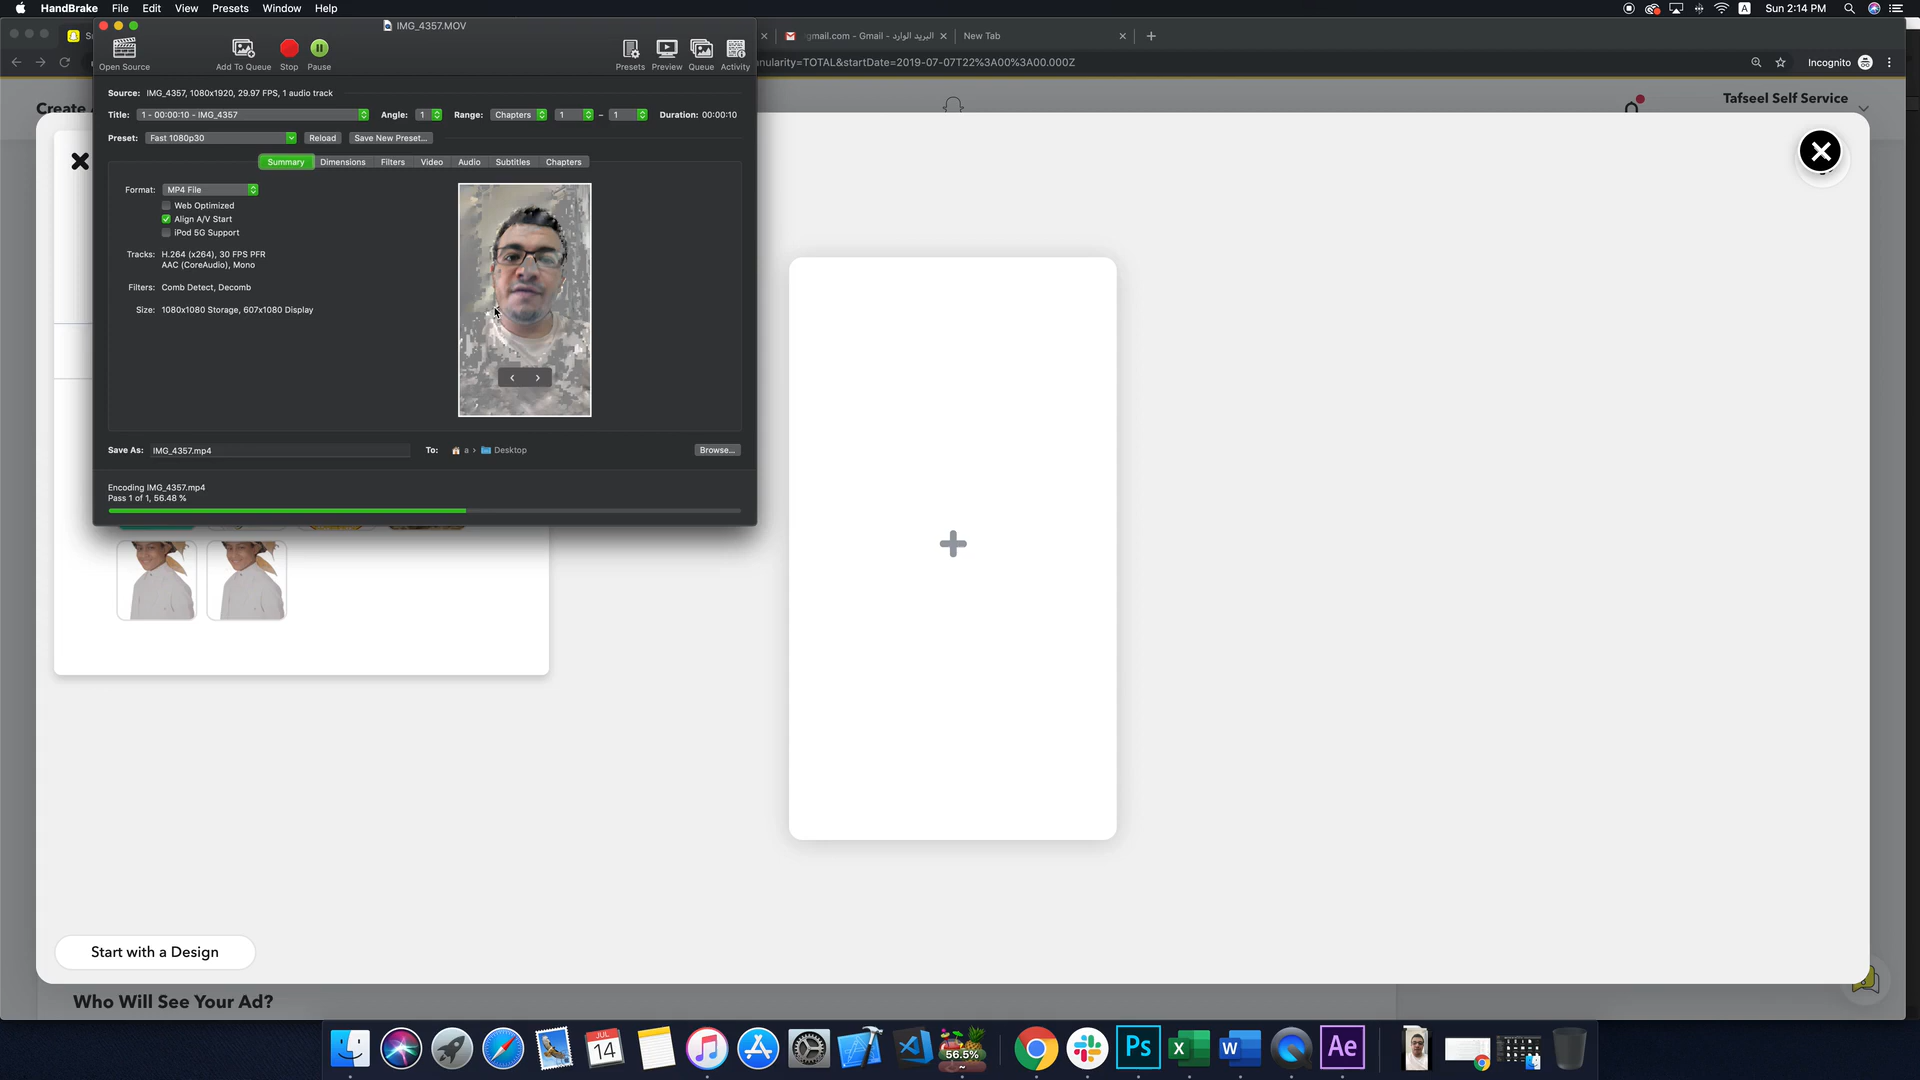 HandBrake File Edit View Presets Window Help
A Sun 2:14 PM
IMG_4357.MOV
Open Source Add To Queue Stop Pause Presets Preview Queue Activity
gmail.com - Gmail - البريد الوارد
New Tab
nularity=TOTAL&startDate=2019-07-07T22%3A00%3A00.000Z
Incognito
Source: IMG_4357, 1080x1920, 29.97 FPS, 1 audio track
Title: 1 - 00:00:10 - IMG_4357 Angle: 1 Range: Chapters 1 – 1 Duration: 00:00:10
Preset: Fast 1080p30 Reload Save New Preset...
Summary Dimensions Filters Video Audio Subtitles Chapters
Format: MP4 File
Web Optimized
Align A/V Start
iPod 5G Support
Tracks: H.264 (x264), 30 FPS PFR
AAC (CoreAudio), Mono
Filters: Comb Detect, Decomb
Size: 1080x1080 Storage, 607x1080 Display
Save As: IMG_4357.mp4 To: a › Desktop Browse...
Encoding IMG_4357.mp4
Pass 1 of 1, 56.48 %
Create
Tafseel Self Service
Start with a Design
Who Will See Your Ad?
JUL
14
56.5%
Ps
X
W
Ae